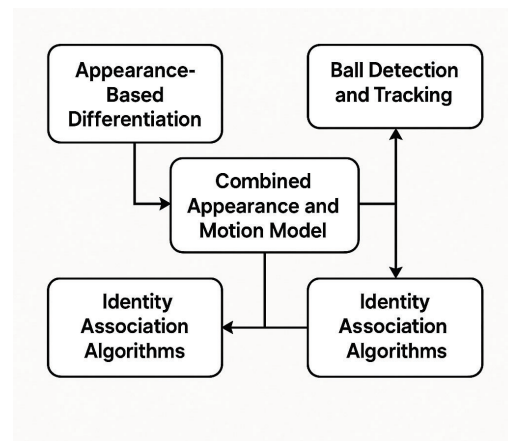 Appearance-
Based
Differentiation
Ball Detection
and Tracking
Combined
Appearance and
Motion Model
Identity
Association
Algorithms
Identity
Association
Algorithms